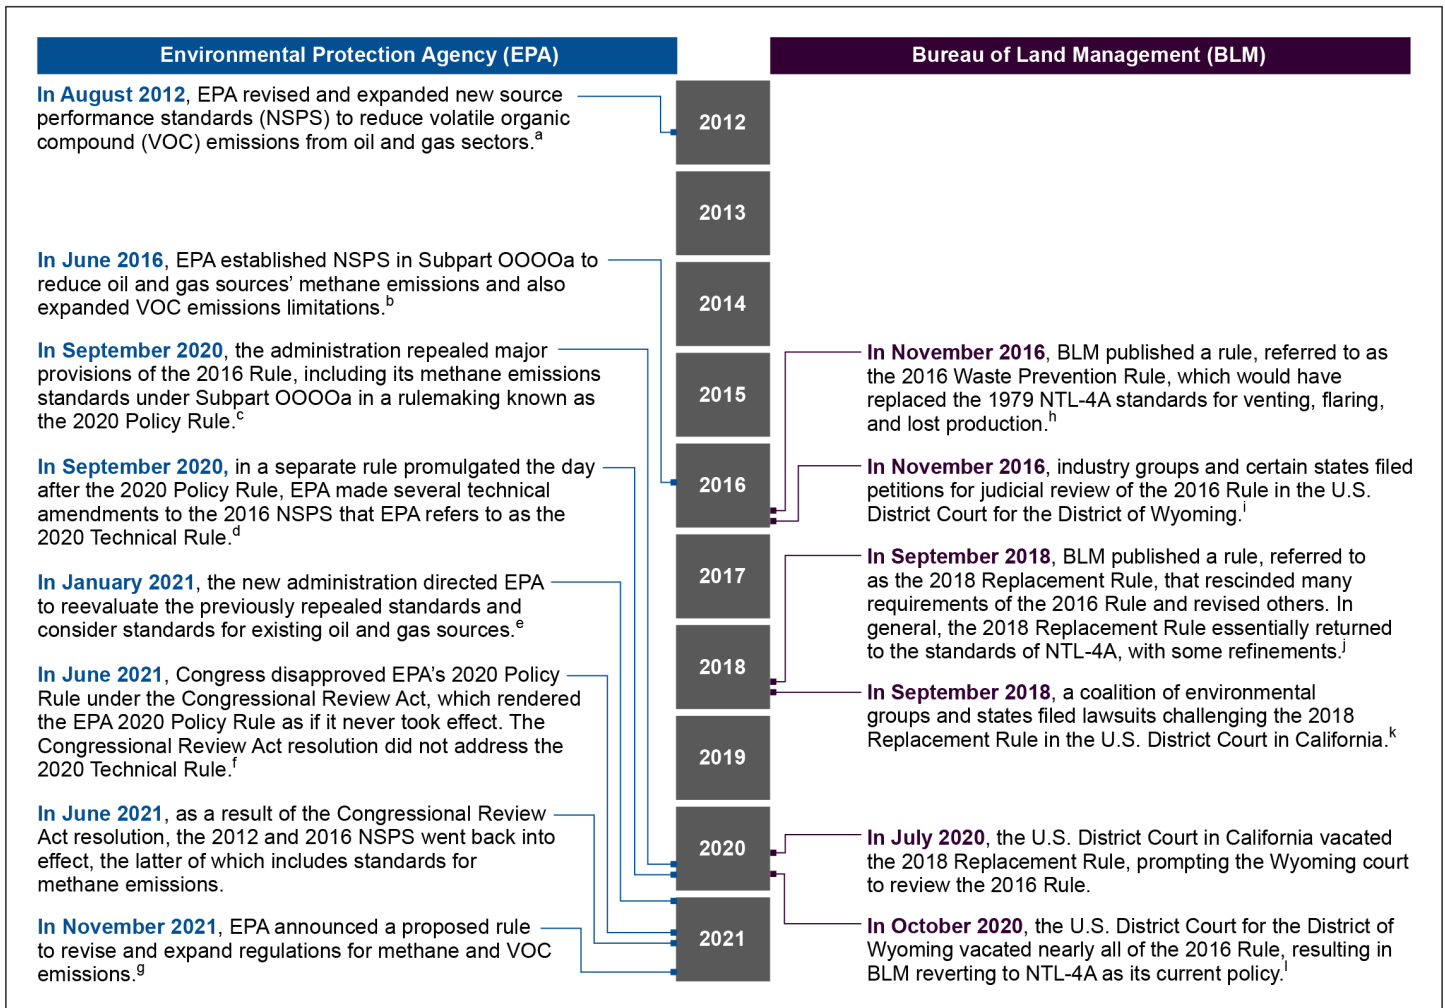 Environmental Protection Agency (EPA)
In August 2012, EPA revised and expanded new source
performance standards (NSPS) to reduce volatile organic
compound (VOC) emissions from oil and gas sectors.a
In June 2016, EPA established NSPS in Subpart OOOOa to
reduce oil and gas sources’ methane emissions and also
expanded VOC emissions limitations.b
In September 2020, the administration repealed major
provisions of the 2016 Rule, including its methane emissions
standards under Subpart OOOOa in a rulemaking known as
the 2020 Policy Rule.c
In September 2020, in a separate rule promulgated the day
after the 2020 Policy Rule, EPA made several technical
amendments to the 2016 NSPS that EPA refers to as the
2020 Technical Rule.d
In January 2021, the new administration directed EPA
to reevaluate the previously repealed standards and
consider standards for existing oil and gas sources.e
In June 2021, Congress disapproved EPA’s 2020 Policy
Rule under the Congressional Review Act, which rendered
the EPA 2020 Policy Rule as if it never took effect. The
Congressional Review Act resolution did not address the
2020 Technical Rule.f
In June 2021, as a result of the Congressional Review
Act resolution, the 2012 and 2016 NSPS went back into
effect, the latter of which includes standards for
methane emissions.
In November 2021, EPA announced a proposed rule
to revise and expand regulations for methane and VOC
emissions.g
2012
2013
2014
2015
2016
2017
2018
2019
2020
2021
Bureau of Land Management (BLM)
In November 2016, BLM published a rule, referred to as
the 2016 Waste Prevention Rule, which would have
replaced the 1979 NTL-4A standards for venting, flaring,
and lost production.h
In November 2016, industry groups and certain states filed
petitions for judicial review of the 2016 Rule in the U.S.
District Court for the District of Wyoming.i
In September 2018, BLM published a rule, referred to
as the 2018 Replacement Rule, that rescinded many
requirements of the 2016 Rule and revised others. In
general, the 2018 Replacement Rule essentially returned
to the standards of NTL-4A, with some refinements.j
In September 2018, a coalition of environmental
groups and states filed lawsuits challenging the 2018
Replacement Rule in the U.S. District Court in California.k
In July 2020, the U.S. District Court in California vacated
the 2018 Replacement Rule, prompting the Wyoming court
to review the 2016 Rule.
In October 2020, the U.S. District Court for the District of
Wyoming vacated nearly all of the 2016 Rule, resulting in
BLM reverting to NTL-4A as its current policy.l